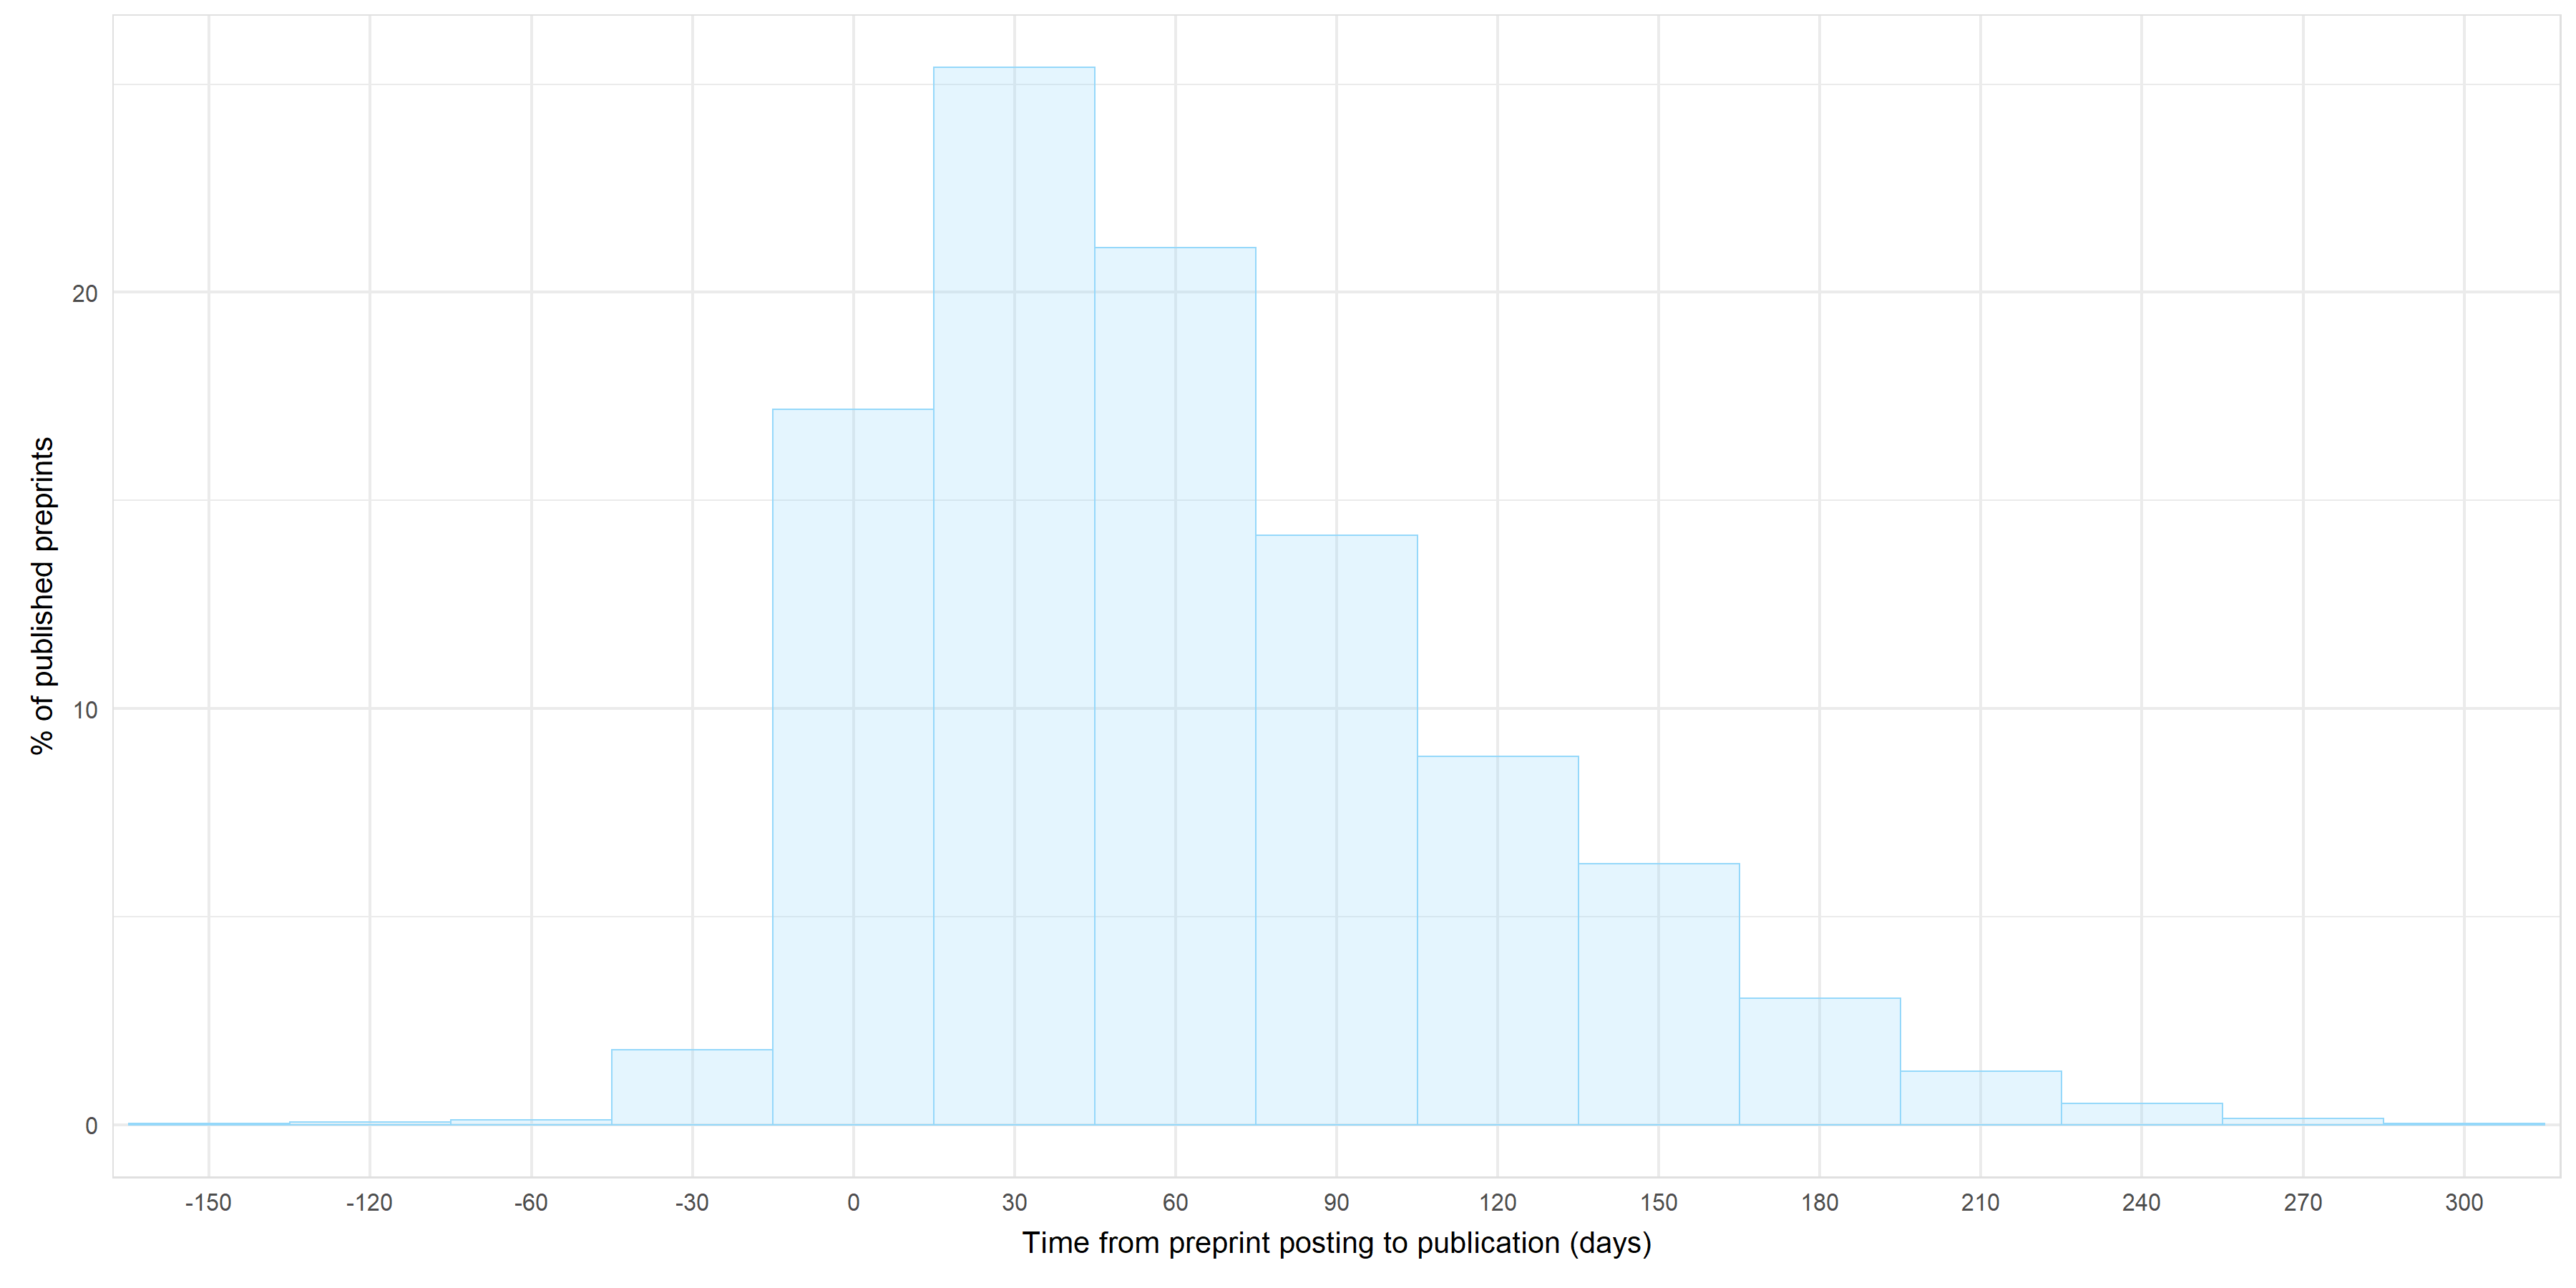 % of published preprints
20
10
0
-150 -120 -60 -30 0 30 60 90 120 150 180 210 240 270 300
Time from preprint posting to publication (days)